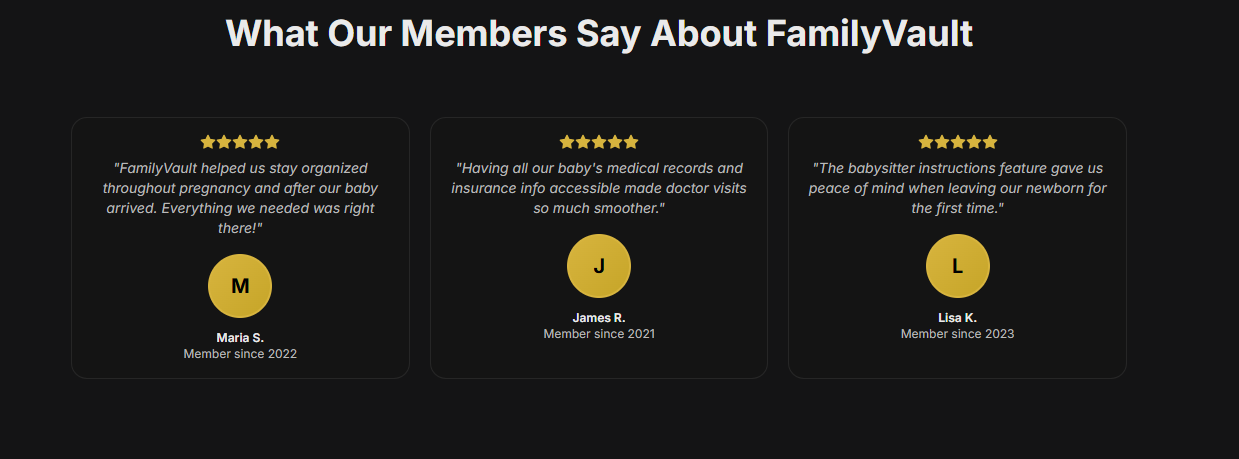 What Our Members Say About FamilyVault
"FamilyVault helped us stay organized
throughout pregnancy and after our baby
arrived. Everything we needed was right
there!"
M
Maria S.
Member since 2022
"Having all our baby's medical records and
insurance info accessible made doctor visits
so much smoother."
J
James R.
Member since 2021
"The babysitter instructions feature gave us
peace of mind when leaving our newborn for
the first time."
L
Lisa K.
Member since 2023